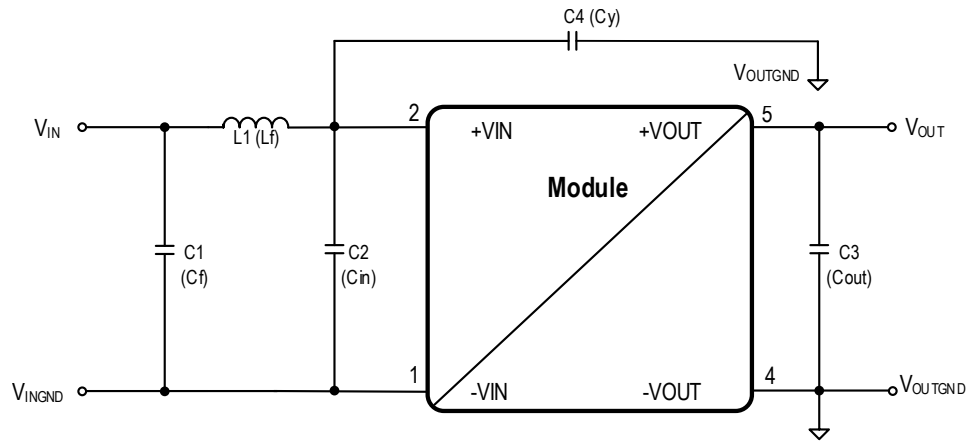 C4 (Cy)
VOUTGND
VIN
L1 (Lf)
2
+VIN
+VOUT
5
VOUT
Module
C1
(Cf)
C2
(Cin)
C3
(Cout)
VINGND
1
-VIN
-VOUT
4
VOUTGND